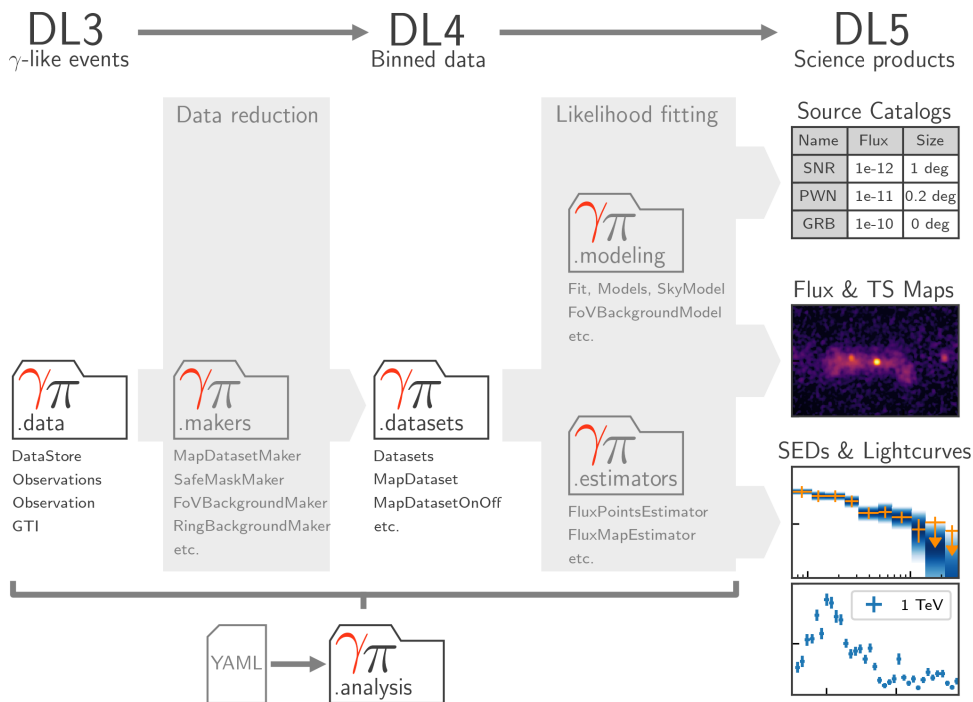 DL3
γ-like events
DL4
Binned data
DL5
Science products
Data reduction
Likelihood fitting
Source Catalogs
Name Flux Size
SNR 1e-12 1 deg
PWN 1e-11 0.2 deg
GRB 1e-10 0 deg
γπ
.modeling
Fit, Models, SkyModel
FoVBackgroundModel
etc.
Flux & TS Maps
γπ
.data
DataStore
Observations
Observation
GTI
γπ
.makers
MapDatasetMaker
SafeMaskMaker
FoVBackgroundMaker
RingBackgroundMaker
etc.
γπ
.datasets
Datasets
MapDataset
MapDatasetOnOff
etc.
γπ
.estimators
FluxPointsEstimator
FluxMapEstimator
etc.
SEDs & Lightcurves
1 TeV
YAML
γπ
.analysis